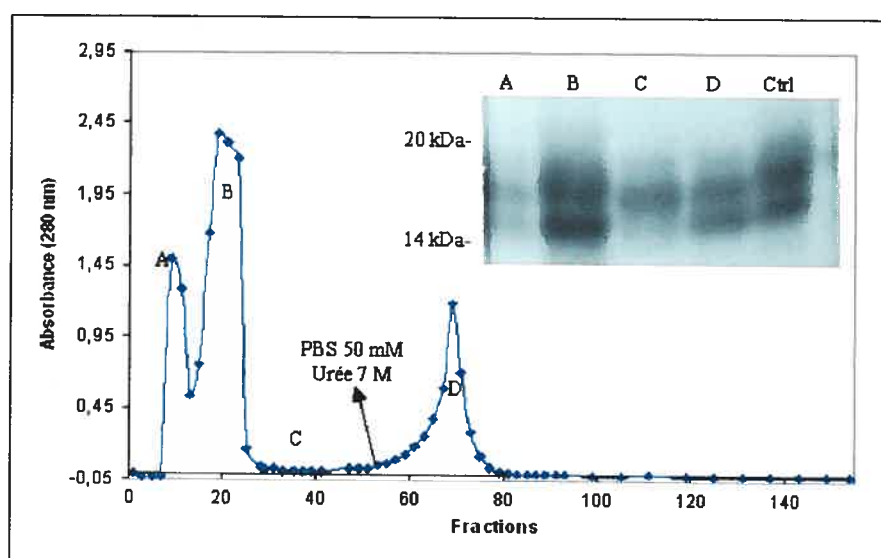 2,95
2,45
1,95
1,45
0,95
0,45
-0,05
Absorbance (280 nm)
A
B
C
D
PBS 50 mM
Urée 7 M
A B C D Ctrl
20 kDa-
14 kDa-
0 20 40 60 80 100 120 140
Fractions